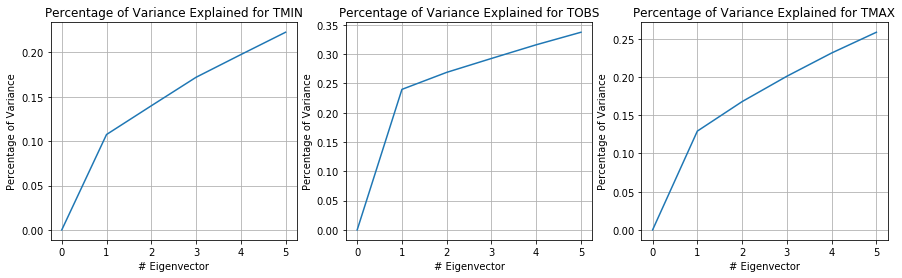 Percentage of Variance Explained for TMIN
Percentage of Variance
0.20
0.15
0.10
0.05
0.00
0 1 2 3 4 5
# Eigenvector
Percentage of Variance Explained for TOBS
Percentage of Variance
0.35
0.30
0.25
0.20
0.15
0.10
0.05
0.00
0 1 2 3 4 5
# Eigenvector
Percentage of Variance Explained for TMAX
Percentage of Variance
0.25
0.20
0.15
0.10
0.05
0.00
0 1 2 3 4 5
# Eigenvector